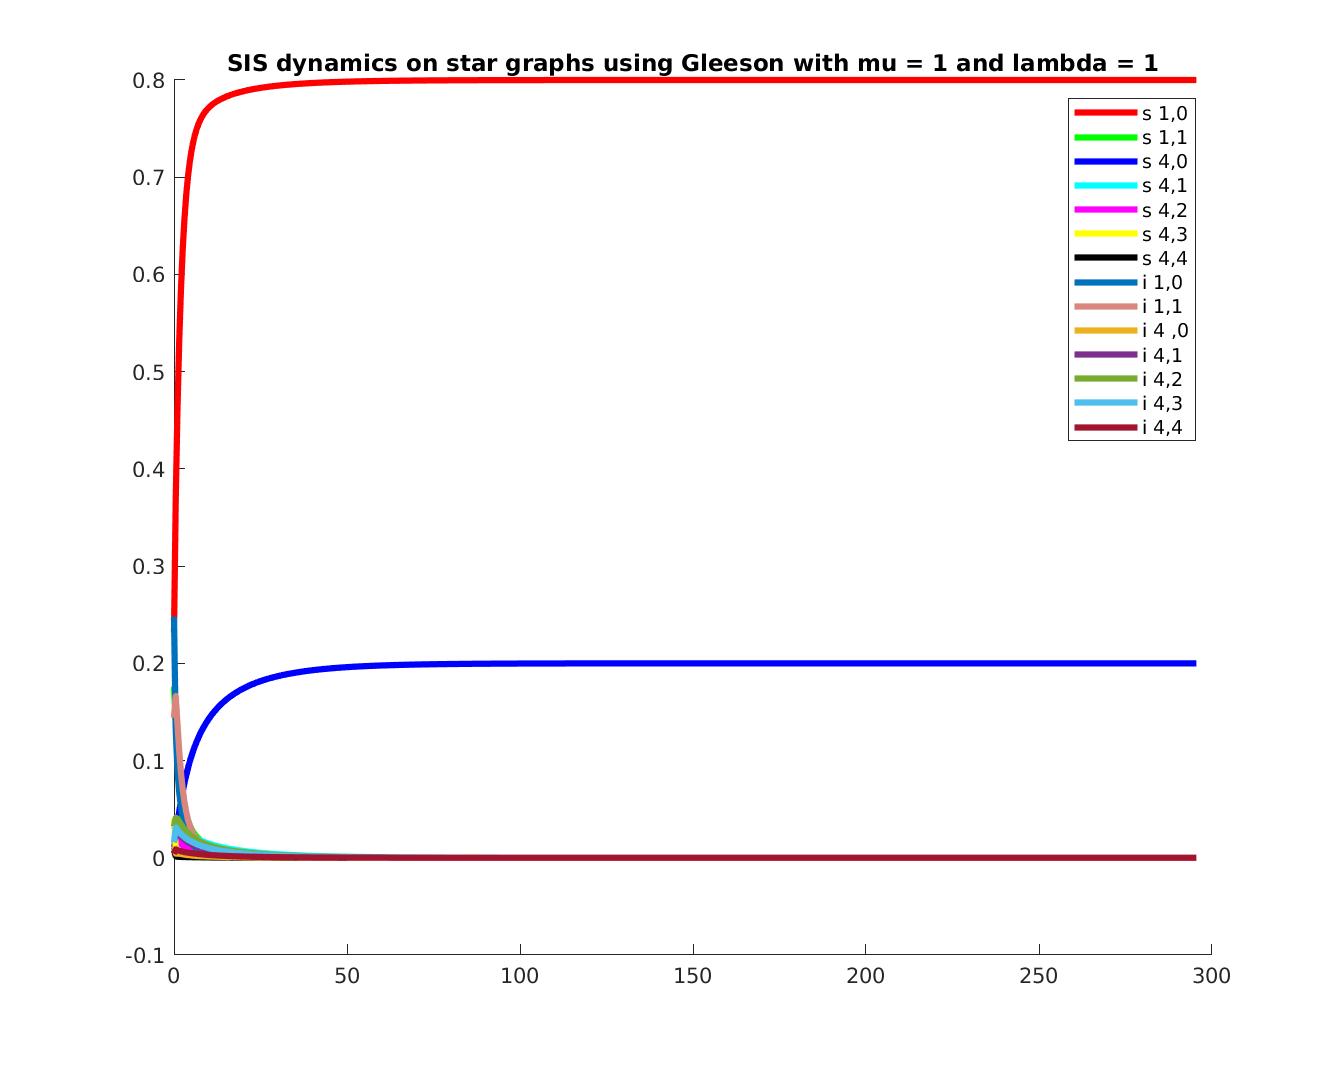 SIS dynamics on star graphs using Gleeson with mu = 1 and lambda = 1
0.8
0.7
0.6
0.5
0.4
0.3
0.2
0.1
0
-0.1
0 50 100 150 200 250 300
s 1,0
s 1,1
s 4,0
s 4,1
s 4,2
s 4,3
s 4,4
i 1,0
i 1,1
i 4 ,0
i 4,1
i 4,2
i 4,3
i 4,4